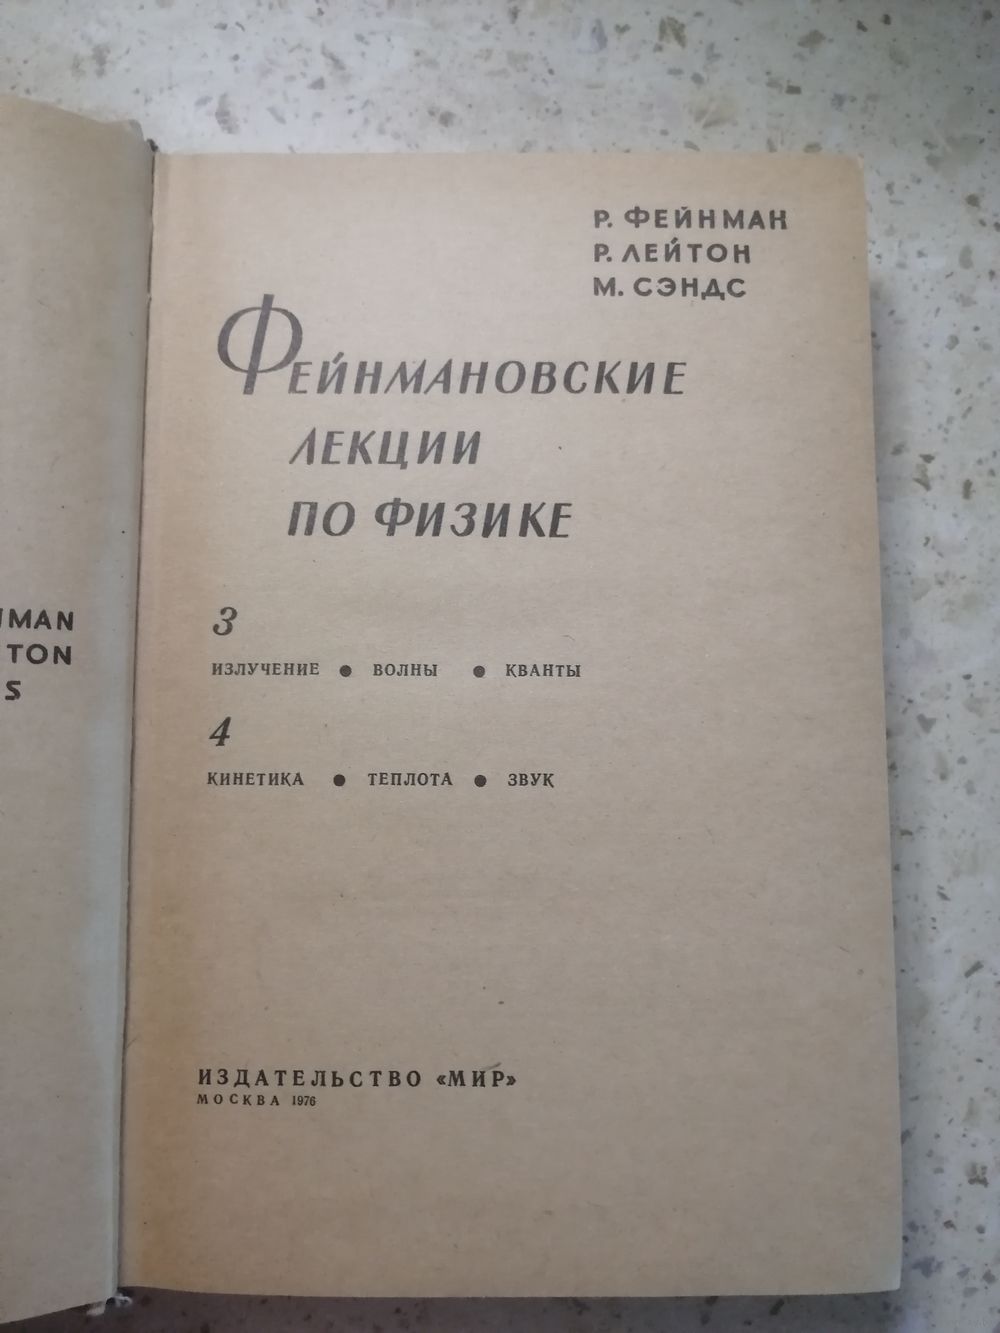 TON
S
Р. ФЕЙНМАН
Р. ЛЕЙТОН
М. СЭНДС
ФЕЙНМАНОВСКИЕ
ЛЕКЦИИ
ПО ФИЗИКЕ
3
ИЗЛУЧЕНИЕ ● ВОЛНЫ ● КВАНТЫ
4
КИНЕТИКА ● ТЕПЛОТА ● ЗВУК
ИЗДАТЕЛЬСТВО «МИР»
МОСКВА 1976